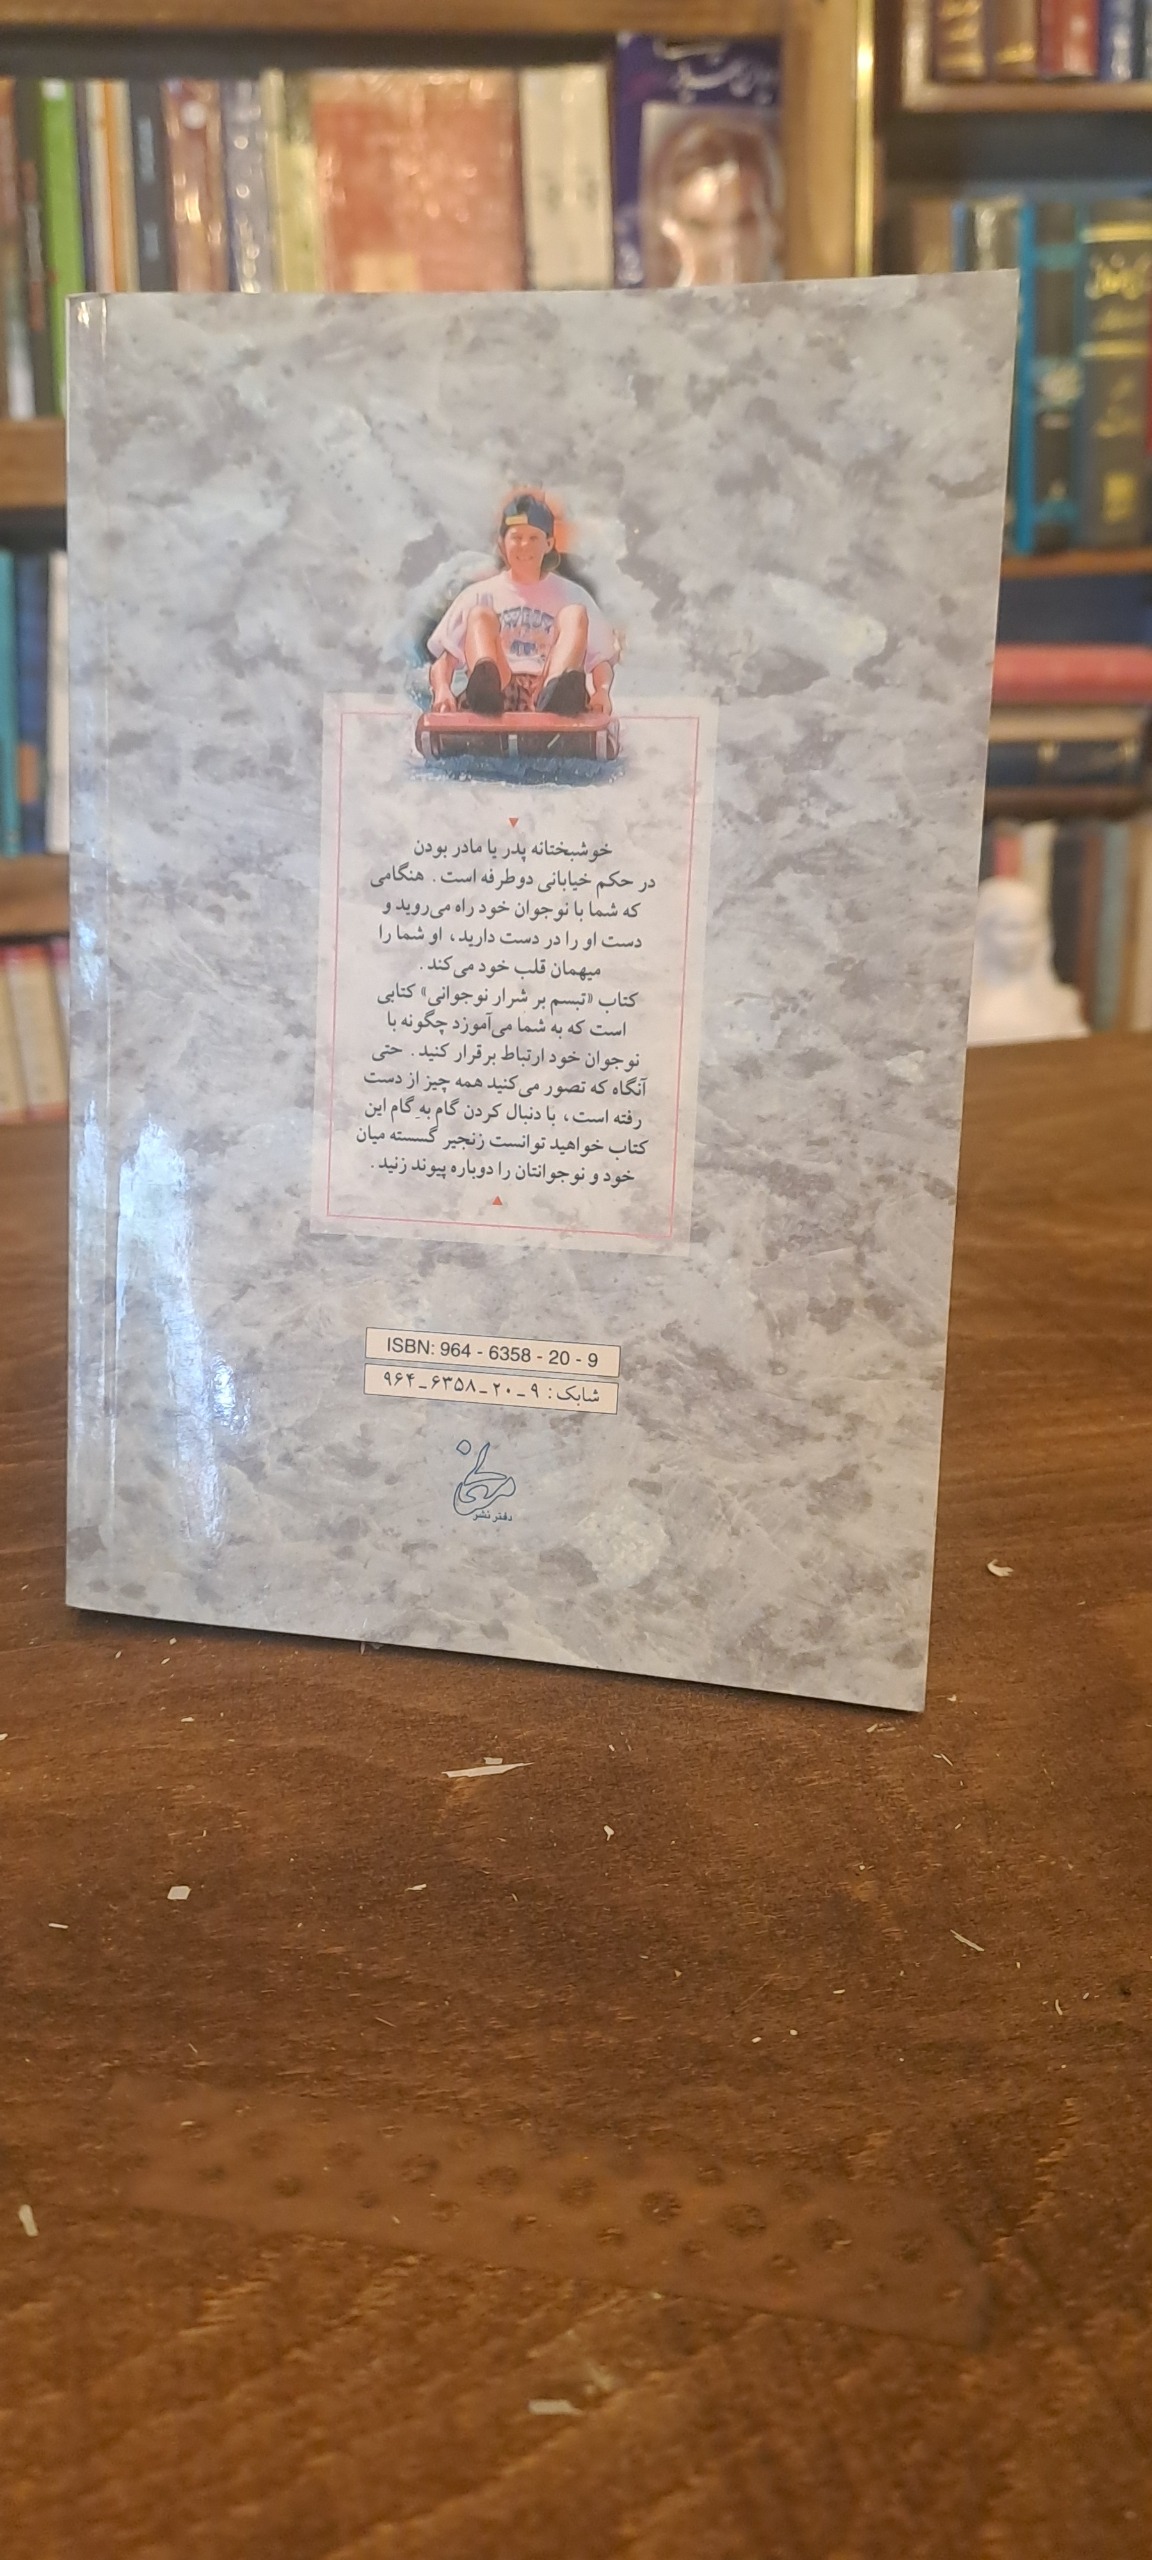 خوشبختانه پدر یا مادر بودن
در حکم خیابانی دوطرفه است. هنگامی
که شما با نوجوان خود راه می‌روید و
دست او را در دست دارید، او شما را
میهمان قلب خود می‌کند.
کتاب «تبسم بر شرار نوجوانی» کتابی
است که به شما می‌آموزد چگونه با
نوجوان خود ارتباط برقرار کنید. حتی
آنگاه که تصور می‌کنید همه چیز از دست
رفته است، با دنبال کردن گام به گام این
کتاب خواهید توانست زنجیر گسسته میان
خود و نوجوانتان را دوباره پیوند زنید.
ISBN: 964 - 6358 - 20 - 9
شابک: ۹ ـ ۲۰ ـ ۶۳۵۸ ـ ۹۶۴
دفتر نشر